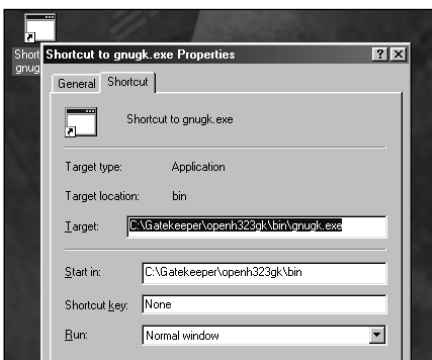 Short
gnug
Shortcut to gnugk.exe Properties
General Shortcut
Shortcut to gnugk.exe
Target type: Application
Target location: bin
Target: C:\Gatekeeper\openh323gk\bin\gnugk.exe
Start in: C:\Gatekeeper\openh323gk\bin
Shortcut key: None
Run: Normal window